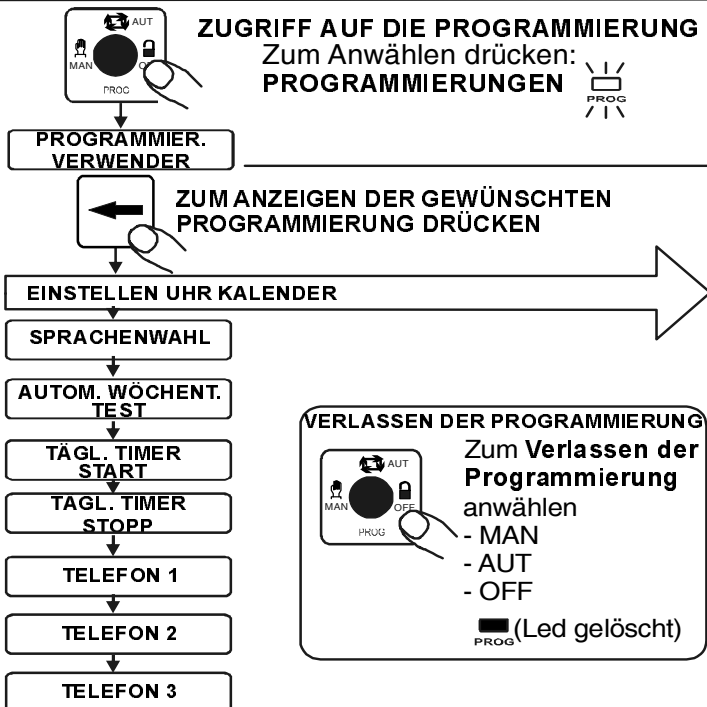 AUT
MAN
PROG
ZUGRIFF AUF DIE PROGRAMMIERUNG
Zum Anwählen drücken:
PROGRAMMIERUNGEN
PROG
PROGRAMMIER.
VERWENDER
ZUM ANZEIGEN DER GEWÜNSCHTEN
PROGRAMMIERUNG DRÜCKEN
EINSTELLEN UHR KALENDER
SPRACHENWAHL
AUTOM. WÖCHENT.
TEST
TÄGL. TIMER
START
TAGL. TIMER
STOPP
TELEFON 1
TELEFON 2
TELEFON 3
VERLASSEN DER PROGRAMMIERUNG
AUT
MAN OFF
PROG
Zum Verlassen der
Programmierung
anwählen
- MAN
- AUT
- OFF
PROG (Led gelöscht)